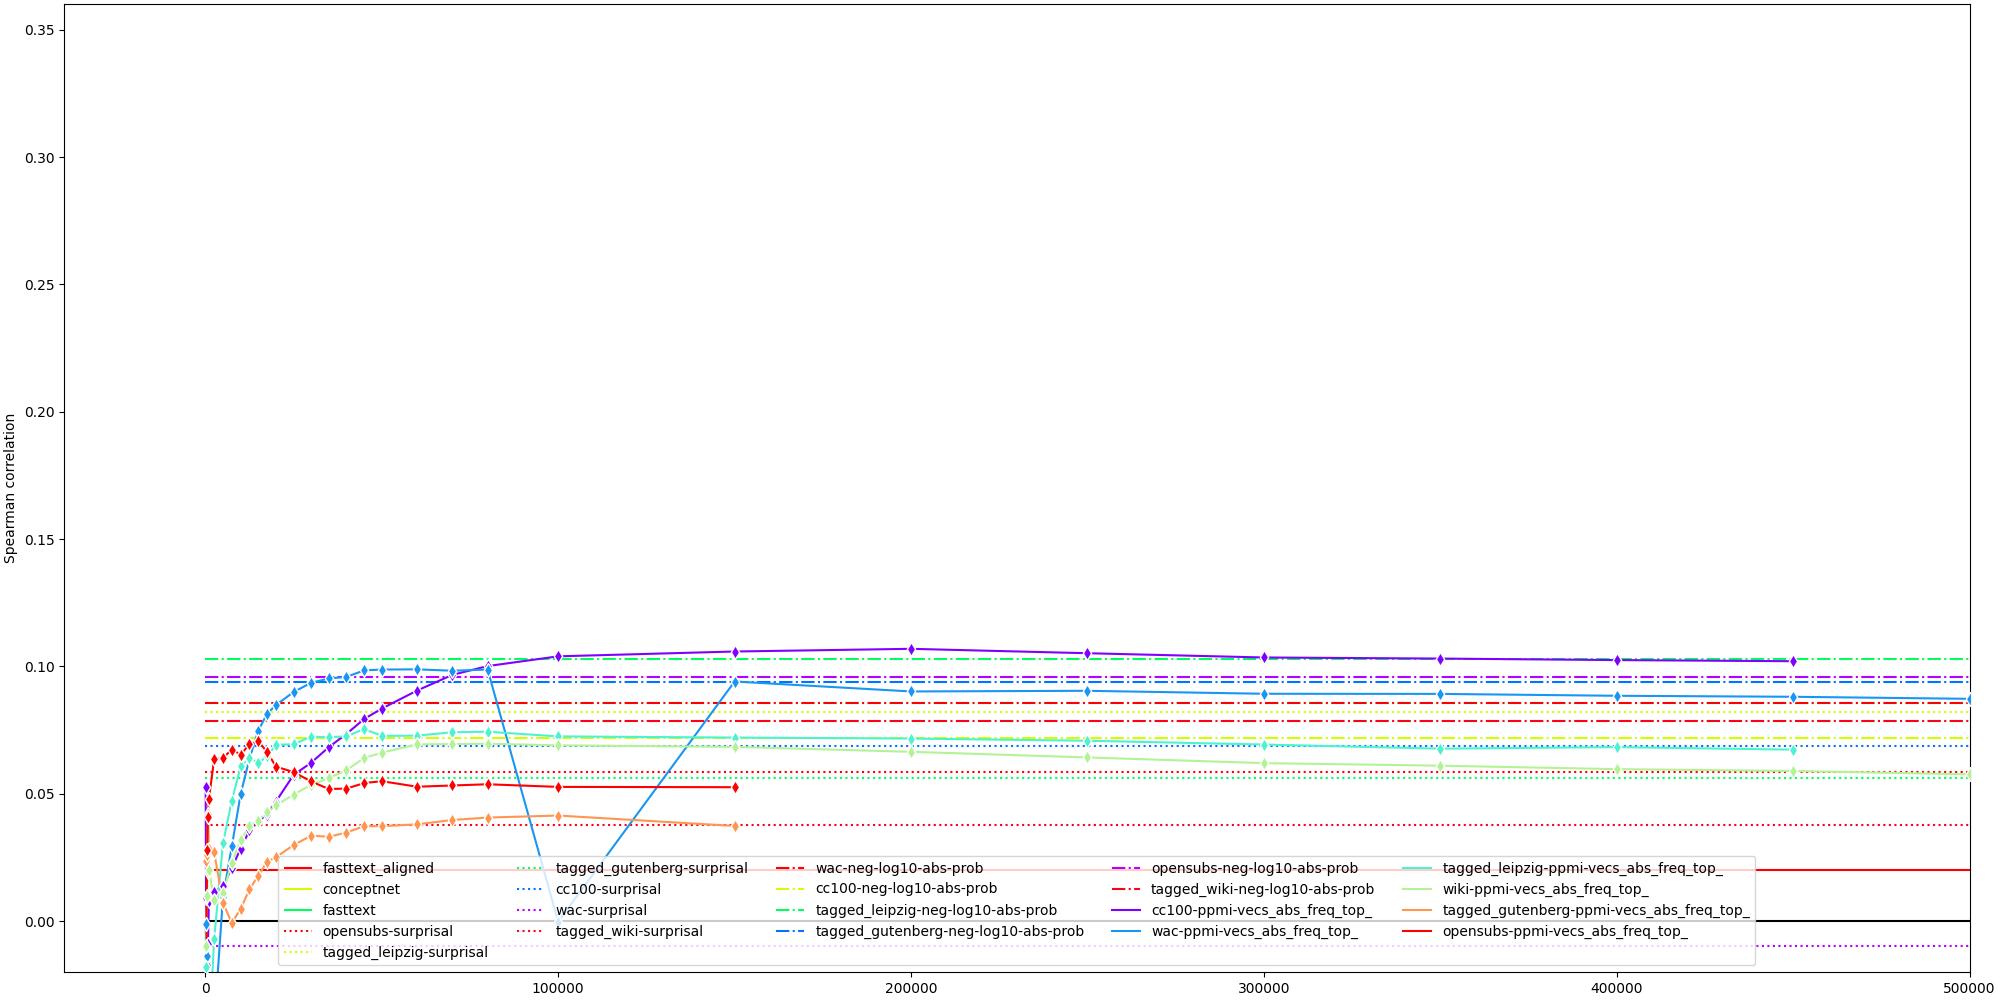 0.35
0.30
0.25
0.20
0.15
0.10
0.05
0.00
Spearman correlation
fasttext_aligned
conceptnet
fasttext
opensubs-surprisal
tagged_leipzig-surprisal
tagged_gutenberg-surprisal
cc100-surprisal
wac-surprisal
tagged_wiki-surprisal
wac-neg-log10-abs-prob
cc100-neg-log10-abs-prob
tagged_leipzig-neg-log10-abs-prob
tagged_gutenberg-neg-log10-abs-prob
opensubs-neg-log10-abs-prob
tagged_wiki-neg-log10-abs-prob
cc100-ppmi-vecs_abs_freq_top_
wac-ppmi-vecs_abs_freq_top_
tagged_leipzig-ppmi-vecs_abs_freq_top_
wiki-ppmi-vecs_abs_freq_top_
tagged_gutenberg-ppmi-vecs_abs_freq_top_
opensubs-ppmi-vecs_abs_freq_top_
0
100000
200000
300000
400000
500000